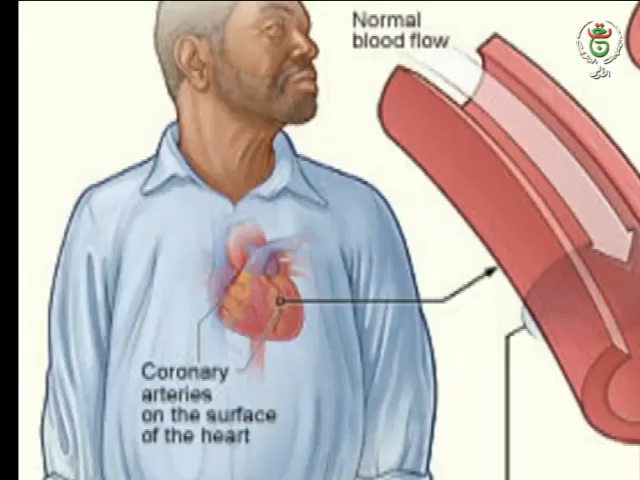 Normal
blood flow
Coronary
arteries
on the surface
of the heart